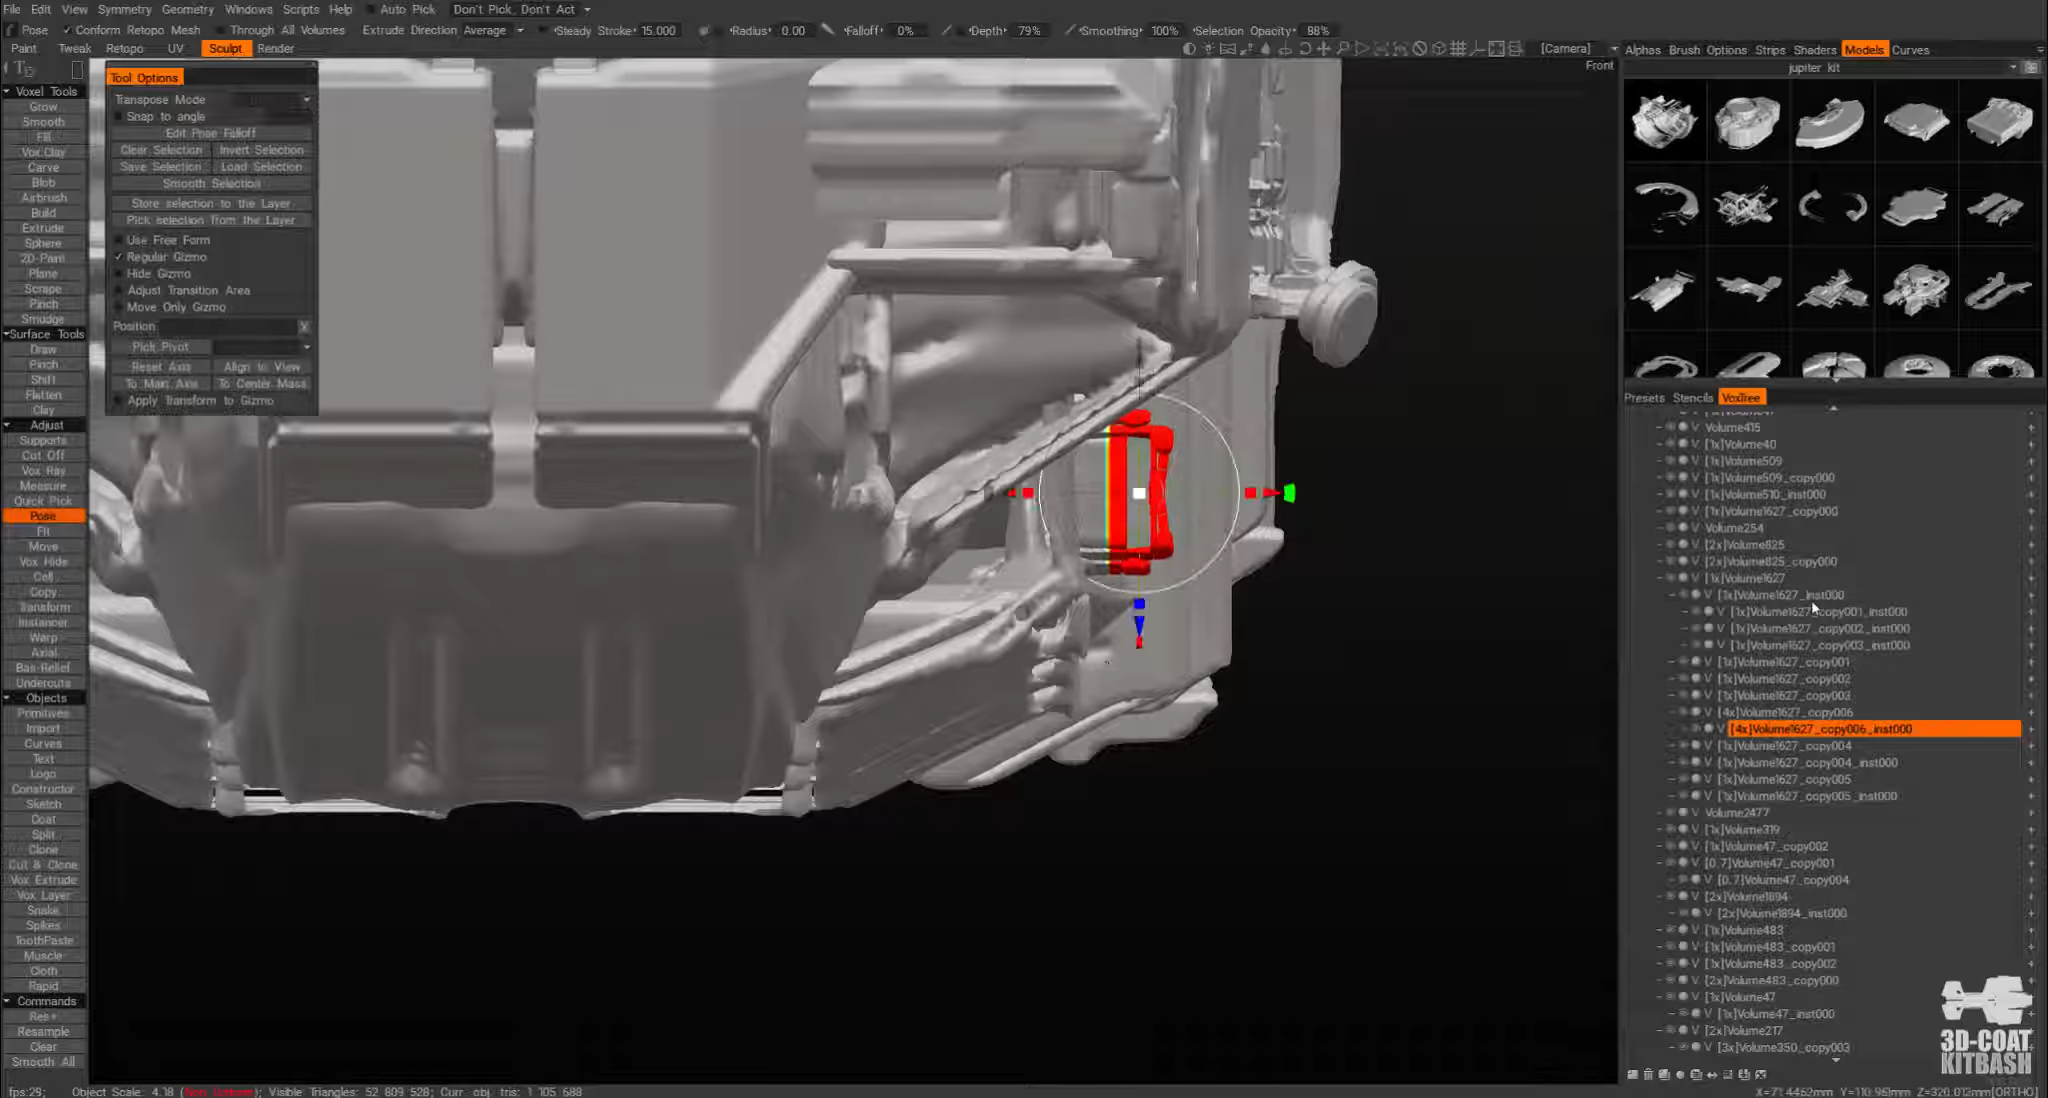 File Edit View Symmetry Geometry Windows Scripts Help Auto Pick Don't Pick, Don't Act
Pose Conform Retopo Mesh Through All Volumes Extrude Direction Average Steady Stroke 15.000 Radius 0.00 Falloff 0% Depth 79% Smoothing 100% Selection Opacity 88%
Paint Tweak Retopo UV Sculpt Render [Camera] Alphas Brush Options Strips Shaders Models Curves
Front
jupiter kit
Tool Options
Transpose Mode
Snap to angle
Edit Pose Falloff
Clear Selection Invert Selection
Save Selection Load Selection
Smooth Selection
Store selection to the Layer
Pick selection from the Layer
Use Free Form
Regular Gizmo
Hide Gizmo
Adjust Transition Area
Move Only Gizmo
Position
Pick Pivot
Reset Axis Align to View
To Main Axis To Center Mass
Apply Transform to Gizmo
Voxel Tools
Grow
Smooth
Fill
Vox Clay
Carve
Blob
Airbrush
Build
Extrude
Sphere
2D-Paint
Plane
Scrape
Pinch
Smudge
Surface Tools
Draw
Pinch
Shift
Flatten
Clay
Adjust
Supports
Cut Off
Vox Ray
Measure
Quick Pick
Pose
Fit
Move
Vox Hide
Cell
Copy
Transform
Instancer
Warp
Axial
Bas-Relief
Undercuts
Objects
Primitives
Import
Curves
Text
Logo
Constructor
Sketch
Coat
Split
Clone
Cut & Clone
Vox Extrude
Vox Layer
Snake
Spikes
ToothPaste
Muscle
Cloth
Rapid
Commands
Res+
Resample
Clear
Smooth All
Presets Stencils VoxTree
V Volume415
V [1x]Volume40
V [1x]Volume509
V [1x]Volume509_copy000
V [1x]Volume510_inst000
V [1x]Volume1627_copy000
Volume254
V [2x]Volume825
V [2x]Volume825_copy000
V [1x]Volume1627
V [1x]Volume1627_inst000
V [1x]Volume1627_copy001_inst000
V [1x]Volume1627_copy002_inst000
V [1x]Volume1627_copy003_inst000
V [1x]Volume1627_copy001
V [1x]Volume1627_copy002
V [1x]Volume1627_copy003
V [4x]Volume1627_copy006
V [4x]Volume1627_copy006_inst000
V [1x]Volume1627_copy004
V [1x]Volume1627_copy004_inst000
V [1x]Volume1627_copy005
V [1x]Volume1627_copy005_inst000
V Volume2477
V [1x]Volume319
V [1x]Volume47_copy002
V [0.7]Volume47_copy001
V [0.7]Volume47_copy004
V [2x]Volume1894
V [2x]Volume1894_inst000
V [1x]Volume483
V [1x]Volume483_copy001
V [1x]Volume483_copy002
V [2x]Volume483_copy000
V [1x]Volume47
V [1x]Volume47_inst000
V [2x]Volume217
V [3x]Volume350_copy003
3D-COAT
KITBASH
fps:29; Object Scale: 4.18 Visible Triangles: 52 809 528; Curr. obj. tris: 1 105 688